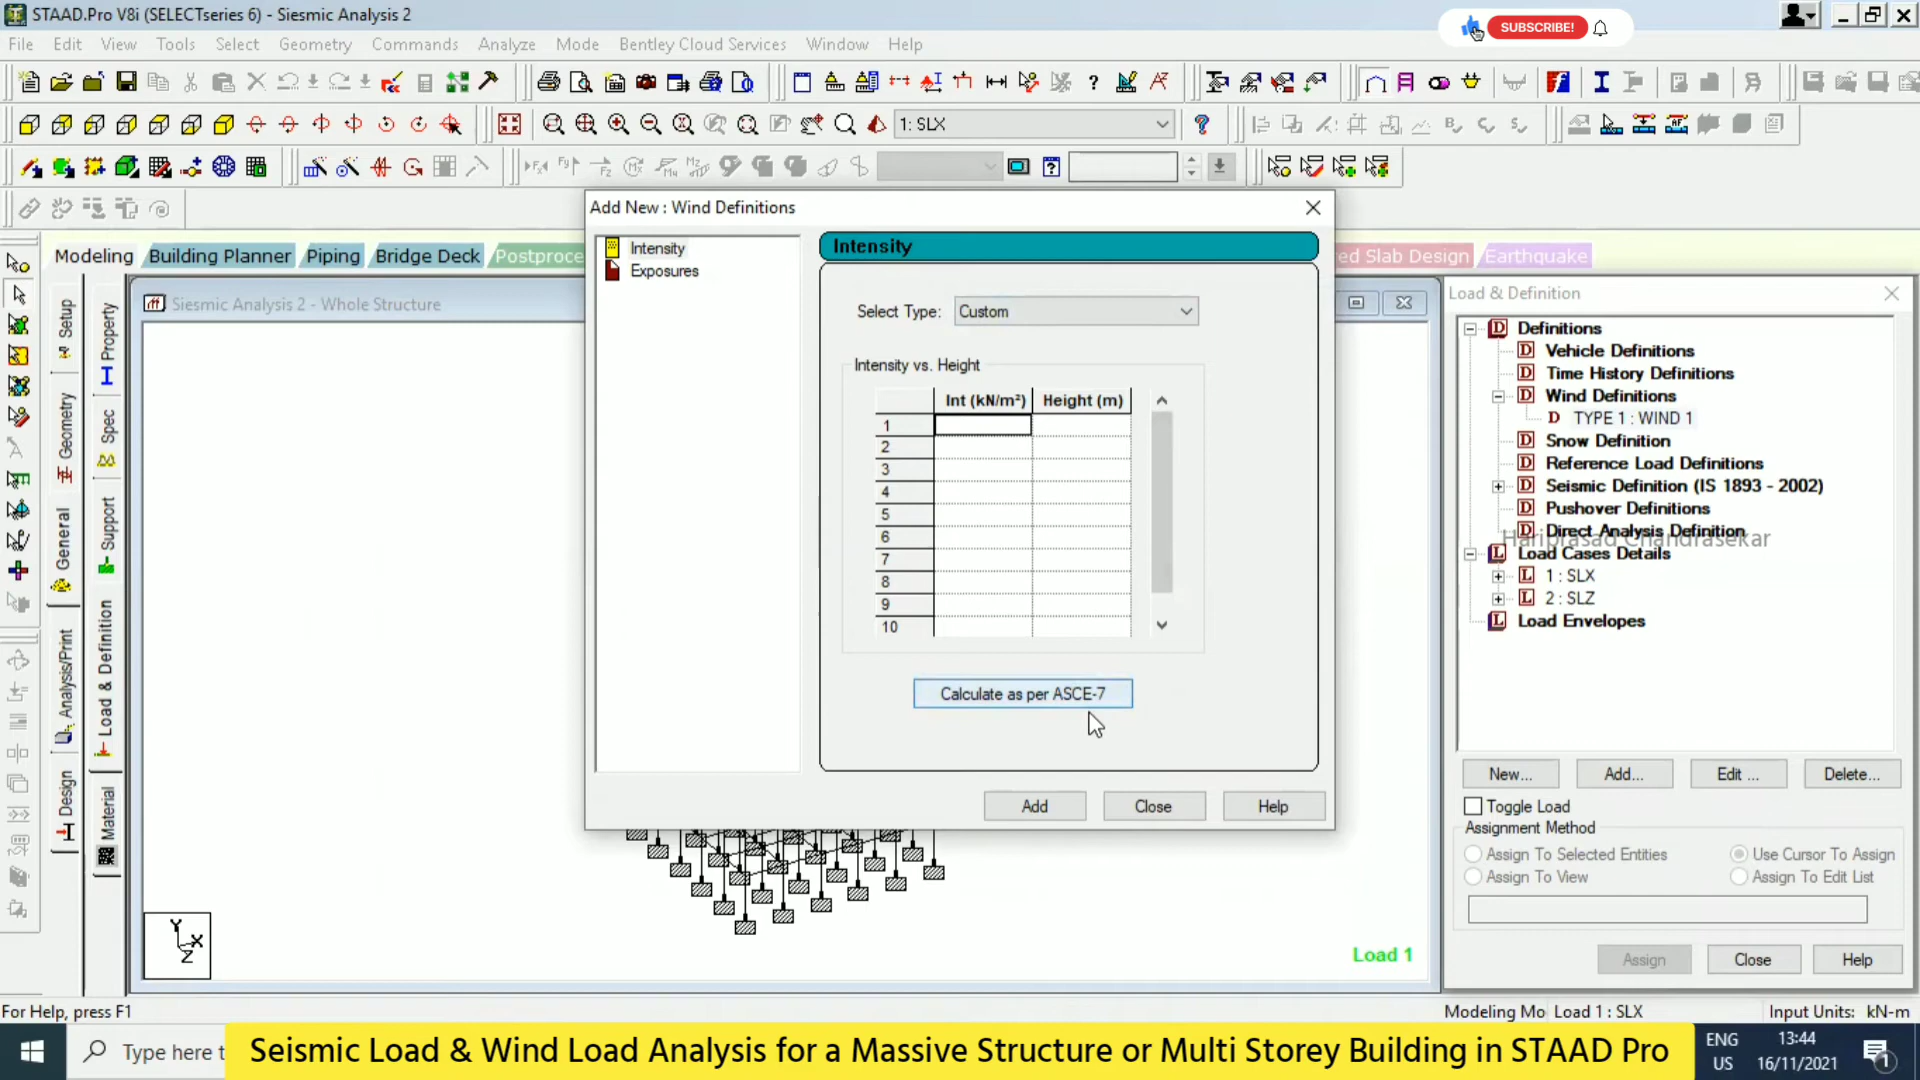 STAAD.Pro V8i (SELECTseries 6) - Siesmic Analysis 2
SUBSCRIBE!
File Edit View Tools Select Geometry Commands Analyze Mode Bentley Cloud Services Window Help
1: SLX
Add New : Wind Definitions
Modeling Building Planner Piping Bridge Deck Postproce
ed Slab Design Earthquake
Siesmic Analysis 2 - Whole Structure
Setup
Geometry
General
Analysis/Print
Design
Property
Spec
Support
Load & Definition
Material
Intensity
Exposures
Intensity
Select Type: Custom
Intensity vs. Height
Int (kN/m²) Height (m)
1
2
3
4
5
6
7
8
9
10
Calculate as per ASCE-7
Add Close Help
Load & Definition
Definitions
Vehicle Definitions
Time History Definitions
Wind Definitions
TYPE 1 : WIND 1
Snow Definition
Reference Load Definitions
Seismic Definition (IS 1893 - 2002)
Pushover Definitions
Direct Analysis Definition
Hariprasad Chandrasekar
Load Cases Details
1 : SLX
2 : SLZ
Load Envelopes
New... Add... Edit ... Delete...
Toggle Load
Assignment Method
Assign To Selected Entities Use Cursor To Assign
Assign To View Assign To Edit List
Assign Close Help
Y
X
Z
Load 1
For Help, press F1
Modeling Mo Load 1 : SLX Input Units: kN-m
Type here t
Seismic Load & Wind Load Analysis for a Massive Structure or Multi Storey Building in STAAD Pro
ENG
US
13:44
16/11/2021
1